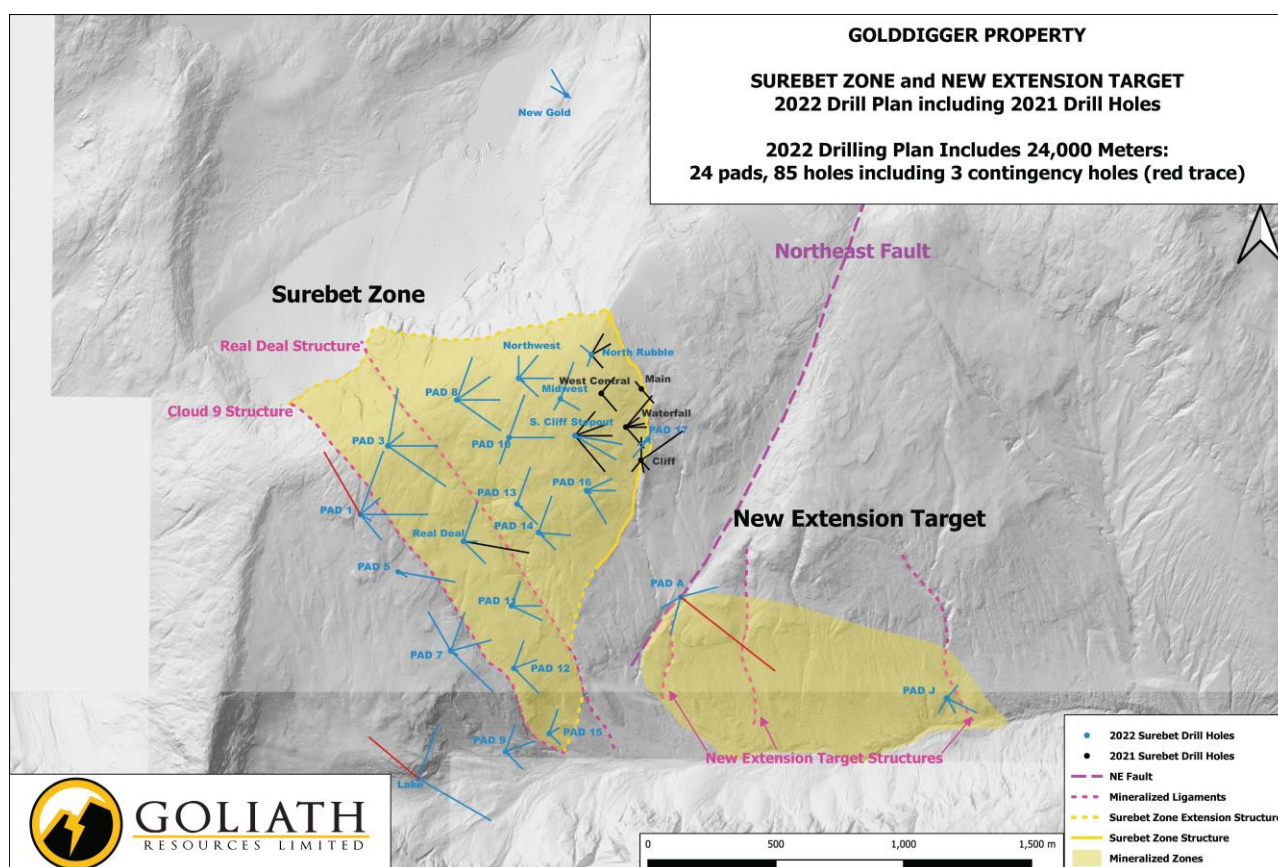 GOLDDIGGER PROPERTY
SUREBET ZONE and NEW EXTENSION TARGET
2022 Drill Plan including 2021 Drill Holes
2022 Drilling Plan Includes 24,000 Meters:
24 pads, 85 holes including 3 contingency holes (red trace)
New Gold
Northeast Fault
Surebet Zone
Real Deal Structure
Cloud 9 Structure
Northwest
North Rubble
West Central
Main
Midwest
PAD 8
Waterfall
S. Cliff Stepout
PAD 17
PAD 3
PAD 10
Cliff
PAD 16
PAD 13
PAD 1
PAD 14
Real Deal
New Extension Target
PAD 5
PAD A
PAD 11
PAD 7
PAD 12
PAD J
PAD 15
PAD 9
New Extension Target Structures
Lake
2022 Surebet Drill Holes
2021 Surebet Drill Holes
NE Fault
Mineralized Ligaments
Surebet Zone Extension Structure
Surebet Zone Structure
Mineralized Zones
GOLIATH
RESOURCES LIMITED
0 500 1,000 1,500 m